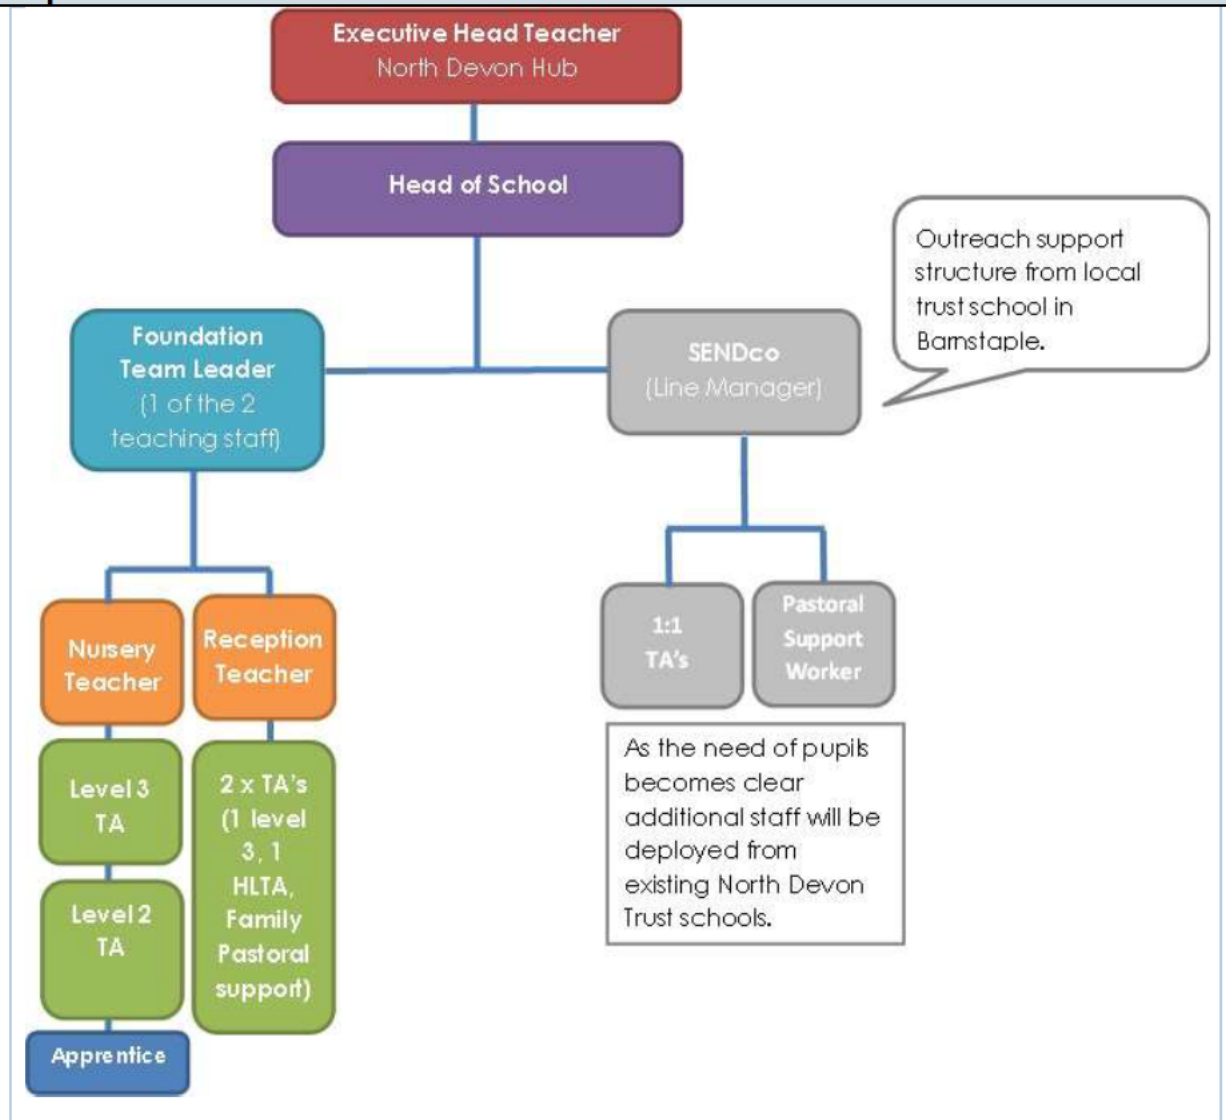 Executive Head Teacher
North Devon Hub
Head of School
Outreach support
structure from local
trust school in
Barnstaple.
Foundation
Team Leader
(1 of the 2
teaching staff)
SENDco
(Line Manager)
Nursery
Teacher
Reception
Teacher
1:1
TA's
Pastoral
Support
Worker
Level 3
TA
2 x TA's
(1 level
3, 1
HLTA,
Family
Pastoral
support)
As the need of pupils
becomes clear
additional staff will be
deployed from
existing North Devon
Trust schools.
Level 2
TA
Apprentice